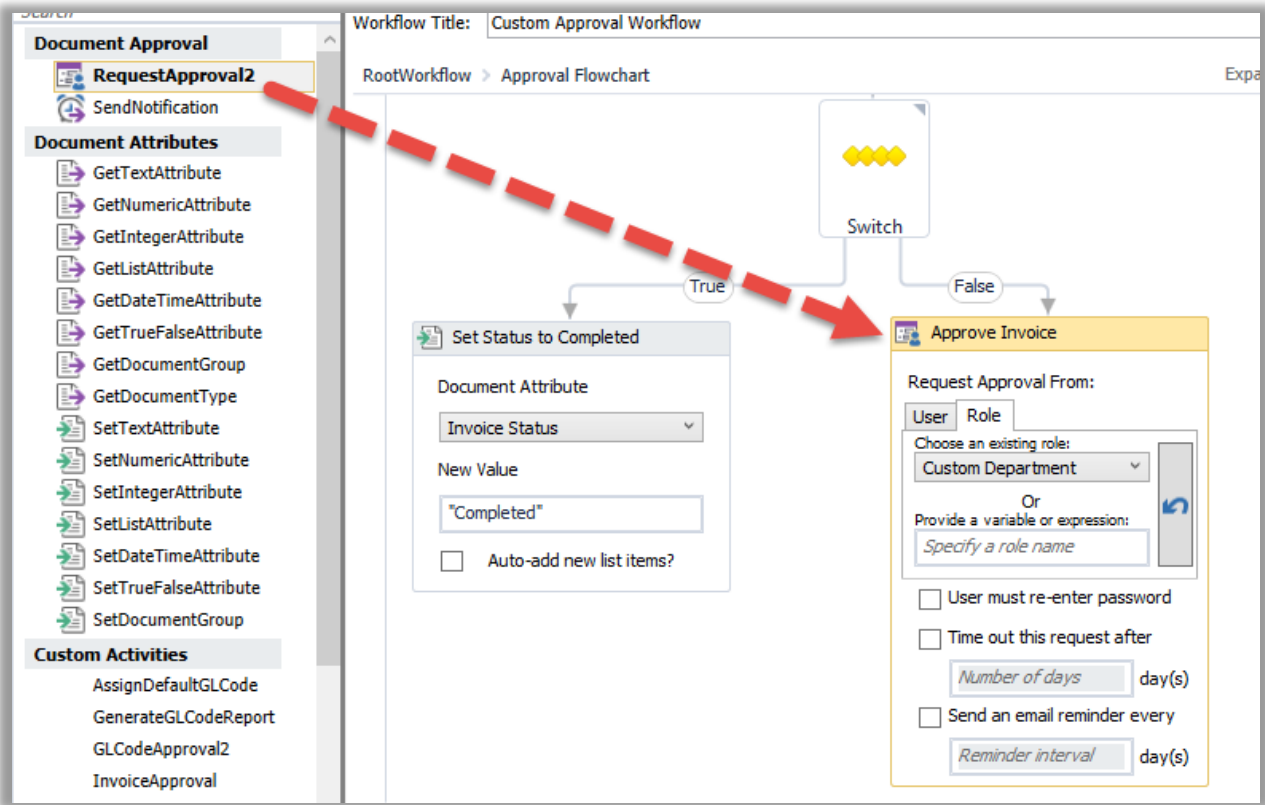 Search
Document Approval
RequestApproval2
SendNotification
Document Attributes
GetTextAttribute
GetNumericAttribute
GetIntegerAttribute
GetListAttribute
GetDateTimeAttribute
GetTrueFalseAttribute
GetDocumentGroup
GetDocumentType
SetTextAttribute
SetNumericAttribute
SetIntegerAttribute
SetListAttribute
SetDateTimeAttribute
SetTrueFalseAttribute
SetDocumentGroup
Custom Activities
AssignDefaultGLCode
GenerateGLCodeReport
GLCodeApproval2
InvoiceApproval
Workflow Title: Custom Approval Workflow
RootWorkflow > Approval Flowchart Expa
Switch
True
False
Set Status to Completed
Document Attribute
Invoice Status
New Value
"Completed"
Auto-add new list items?
Approve Invoice
Request Approval From:
User Role
Choose an existing role:
Custom Department
Or
Provide a variable or expression:
Specify a role name
User must re-enter password
Time out this request after
Number of days day(s)
Send an email reminder every
Reminder interval day(s)